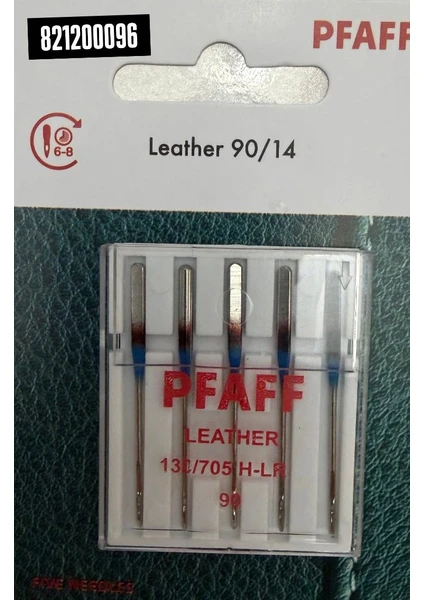 821200096
PFAFF
6-8
Leather 90/14
PFAFF
LEATHER
130/705 H-LR
90
FIVE NEEDLES